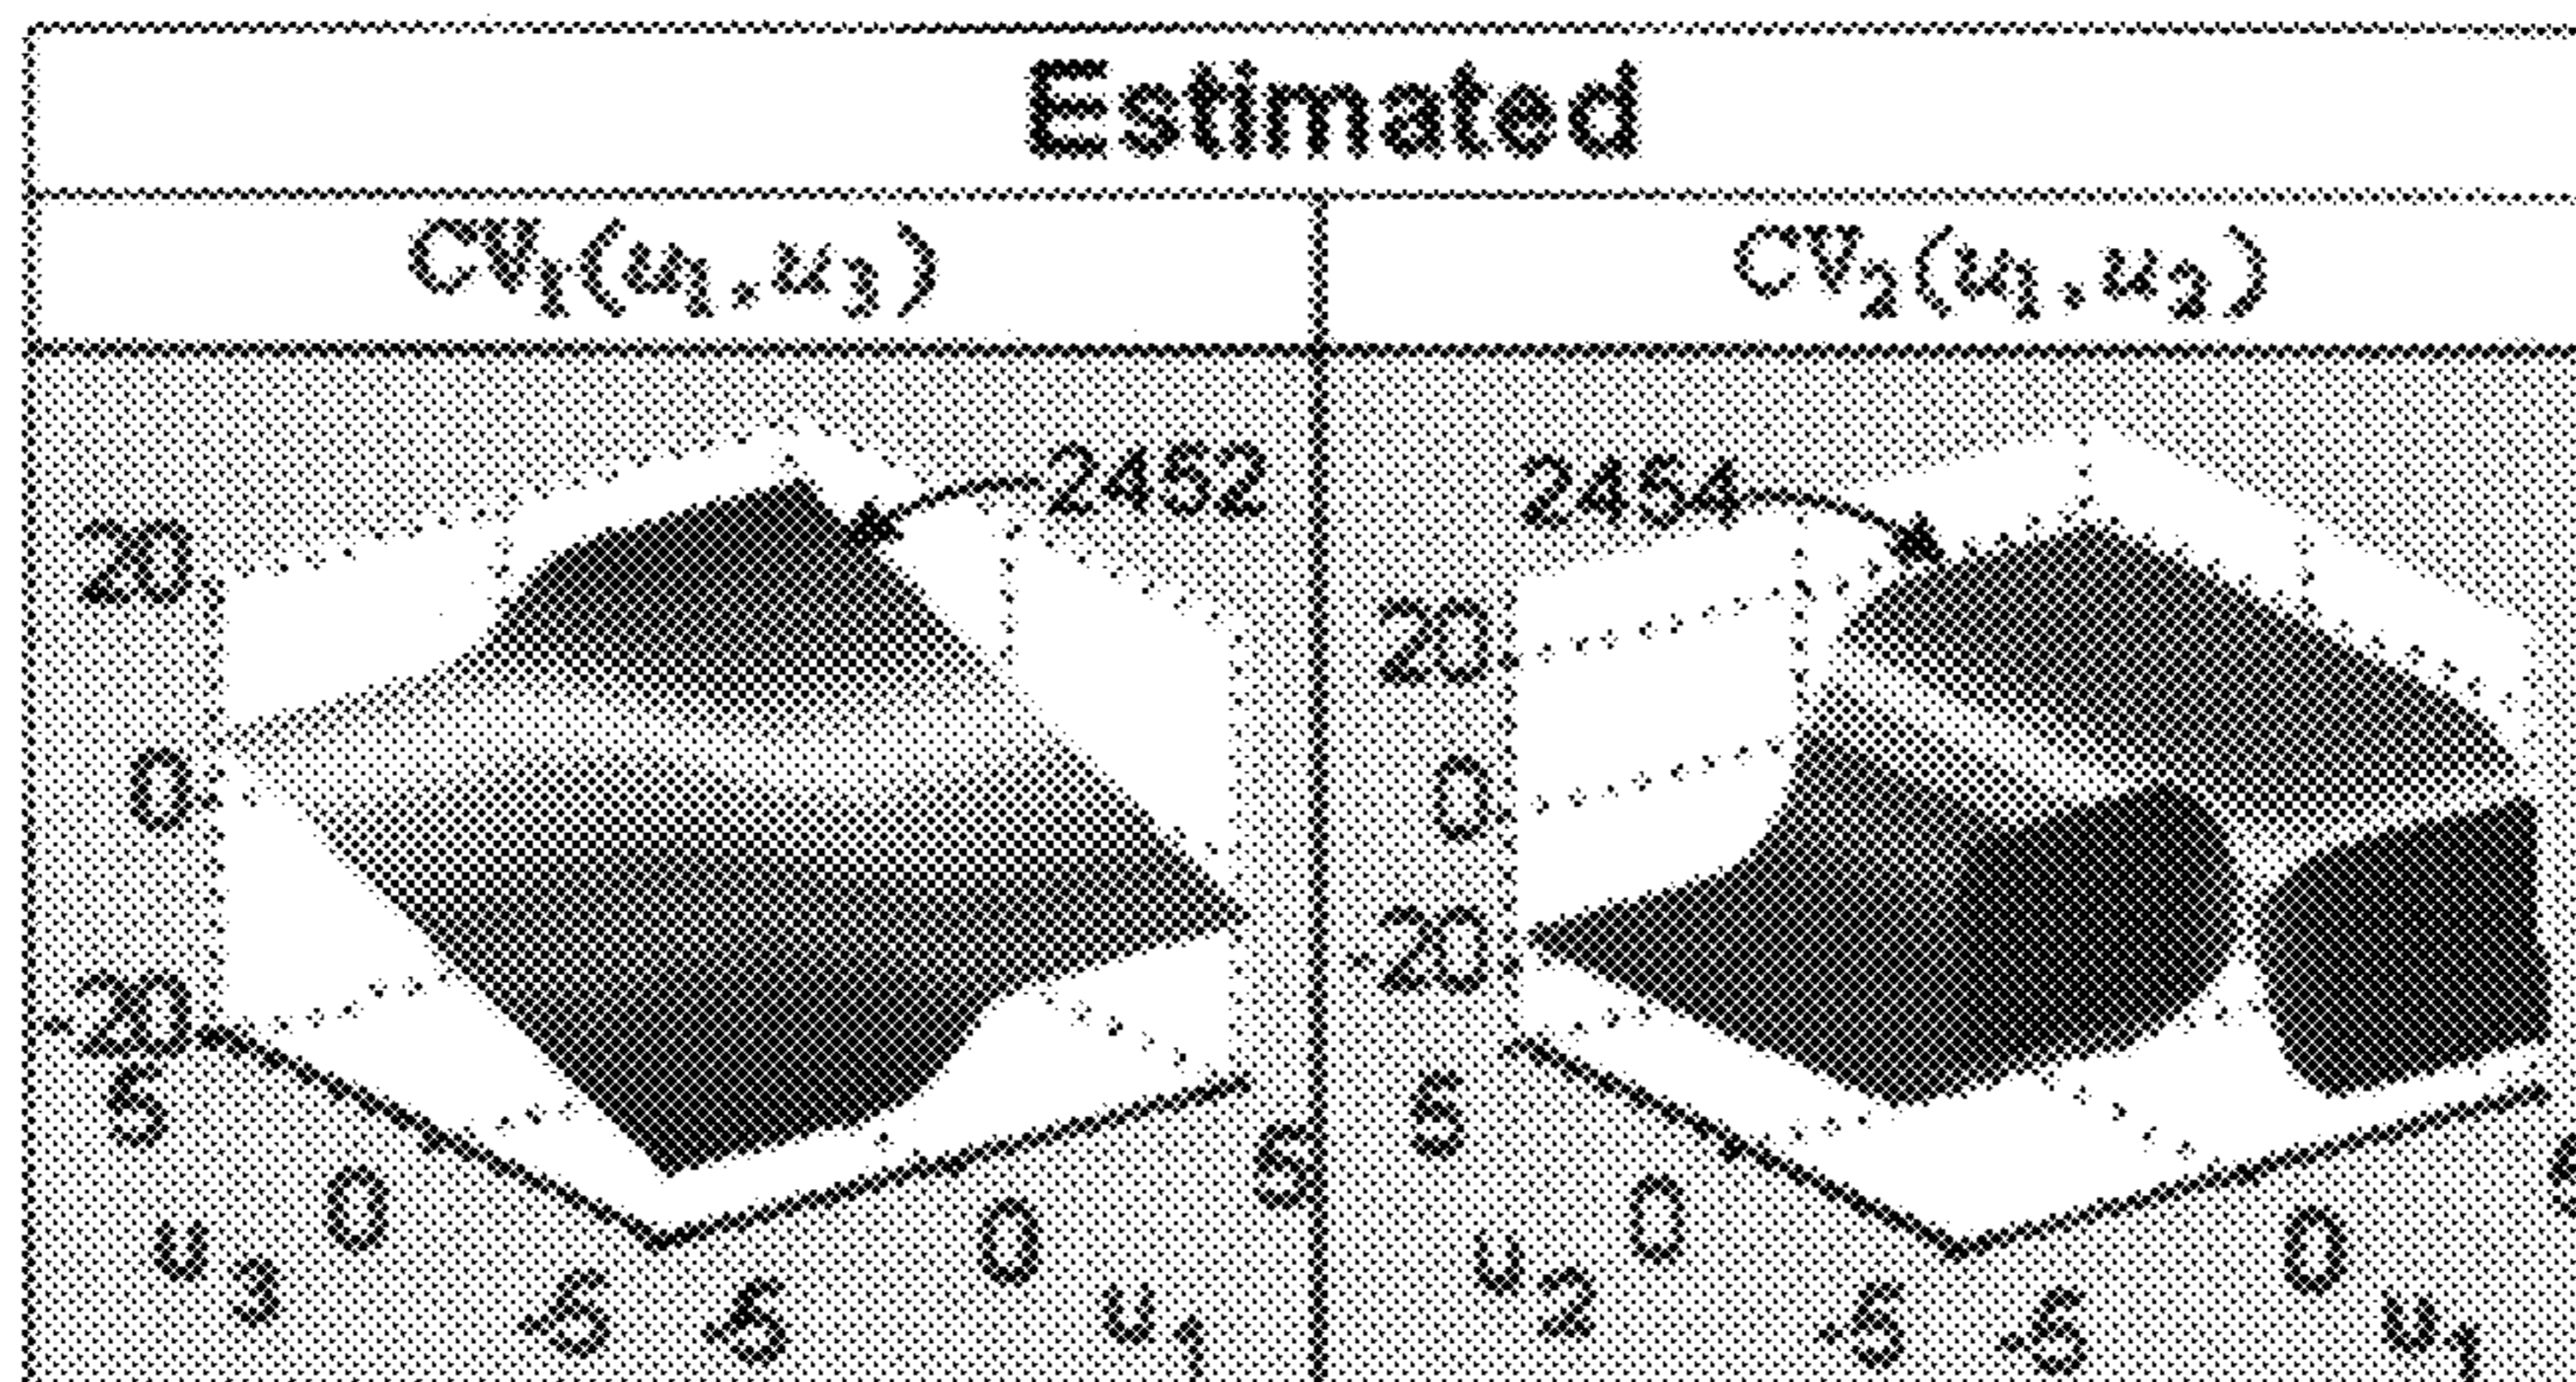 Estimated
CV₁(u₁,u₃) CV₂(u₁,u₂)
2452 2454
20 20
0 0
-20 -20
5 5 5
0 0 0 0
u₃ u₁ u₂ u₁
-5 -5 -5 -5